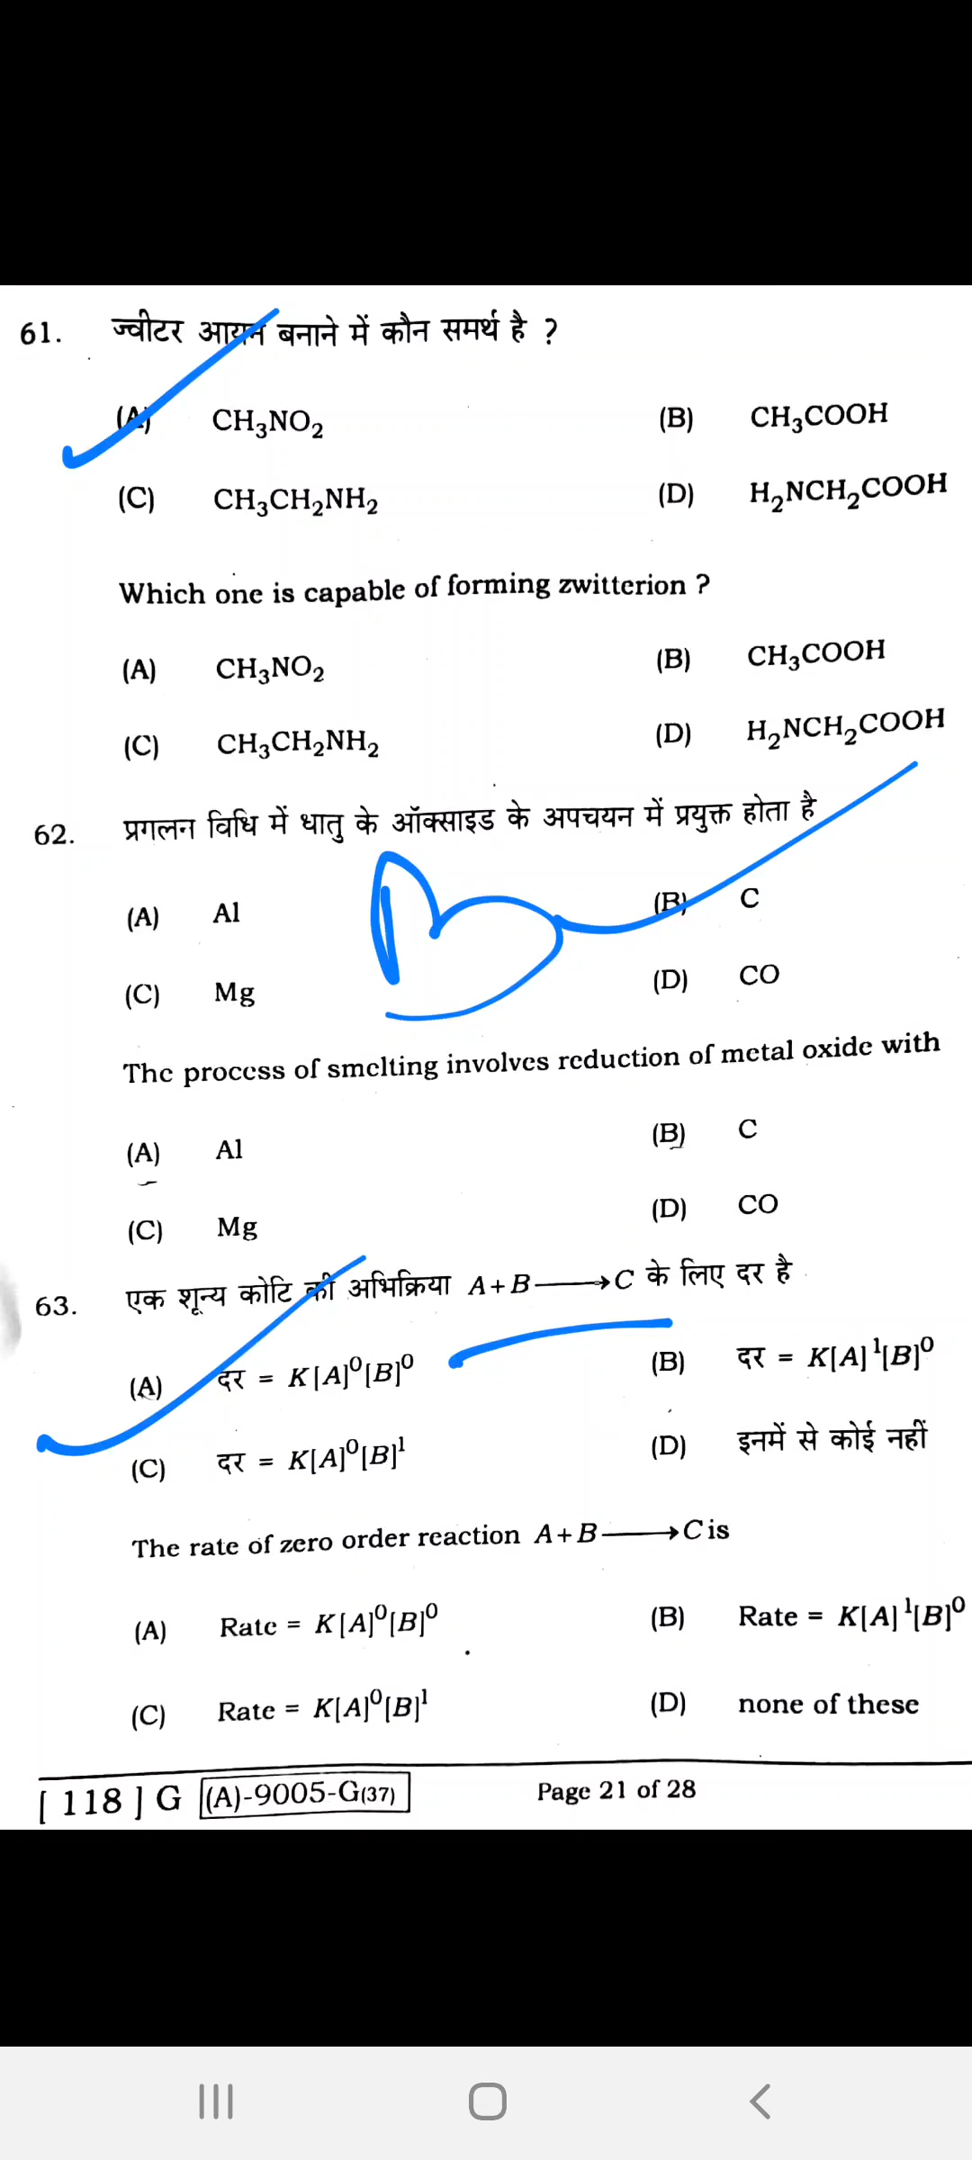 61. ज्वीटर आयन बनाने में कौन समर्थ है ?
(A) CH₃NO₂ (B) CH₃COOH
(C) CH₃CH₂NH₂ (D) H₂NCH₂COOH
Which one is capable of forming zwitterion ?
(A) CH₃NO₂ (B) CH₃COOH
(C) CH₃CH₂NH₂ (D) H₂NCH₂COOH
62. प्रगलन विधि में धातु के ऑक्साइड के अपचयन में प्रयुक्त होता है
(A) Al (B) C
B
(C) Mg (D) CO
The process of smelting involves reduction of metal oxide with
(A) Al (B) C
(C) Mg (D) CO
63. एक शून्य कोटि की अभिक्रिया A+B⟶C के लिए दर है
(A) दर = K[A]⁰[B]⁰ (B) दर = K[A]¹[B]⁰
(C) दर = K[A]⁰[B]¹ (D) इनमें से कोई नहीं
The rate of zero order reaction A+B⟶C is
(A) Rate = K[A]⁰[B]⁰ (B) Rate = K[A]¹[B]⁰
(C) Rate = K[A]⁰[B]¹ (D) none of these
[ 118 ] G (A)-9005-G(37) Page 21 of 28